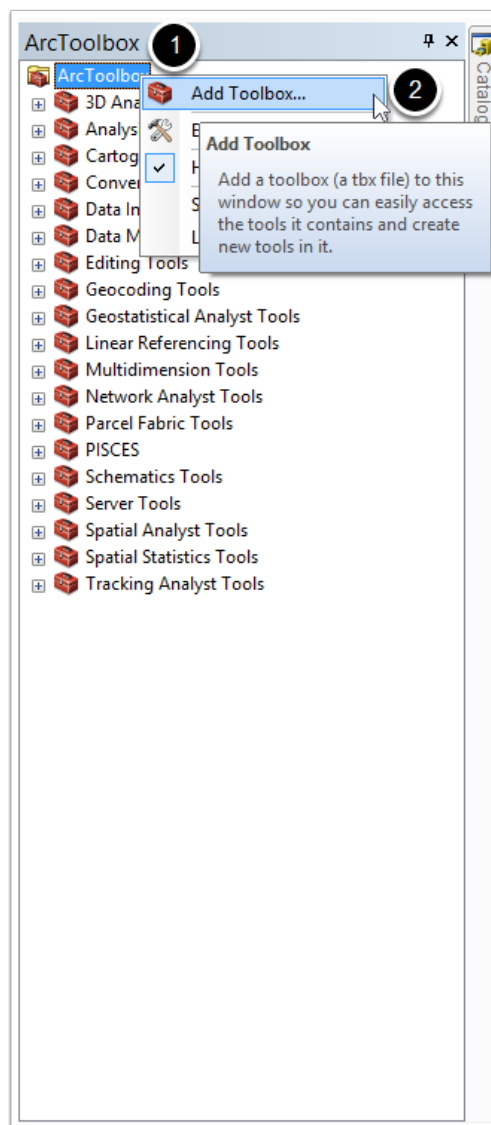 ArcToolbox
1
Catalog
ArcToolbo
Add Toolbox...
2
3D Ana
Analys
E
Add Toolbox
Cartog
H
Add a toolbox (a tbx file) to this
window so you can easily access
the tools it contains and create
new tools in it.
Conver
Data In
S
Data M
L
Editing Tools
Geocoding Tools
Geostatistical Analyst Tools
Linear Referencing Tools
Multidimension Tools
Network Analyst Tools
Parcel Fabric Tools
PISCES
Schematics Tools
Server Tools
Spatial Analyst Tools
Spatial Statistics Tools
Tracking Analyst Tools